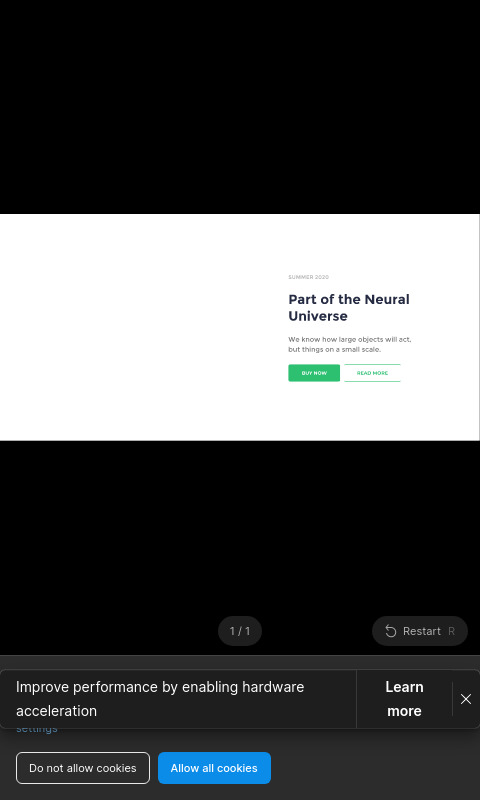 SUMMER 2020
Part of the Neural
Universe
We know how large objects will act,
but things on a small scale.
BUY NOW
READ MORE
1 / 1
Restart R
Improve performance by enabling hardware
acceleration
Learn
more
settings
Do not allow cookies
Allow all cookies